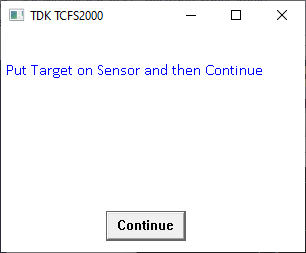 TDK TCFS2000
Put Target on Sensor and then Continue
Continue